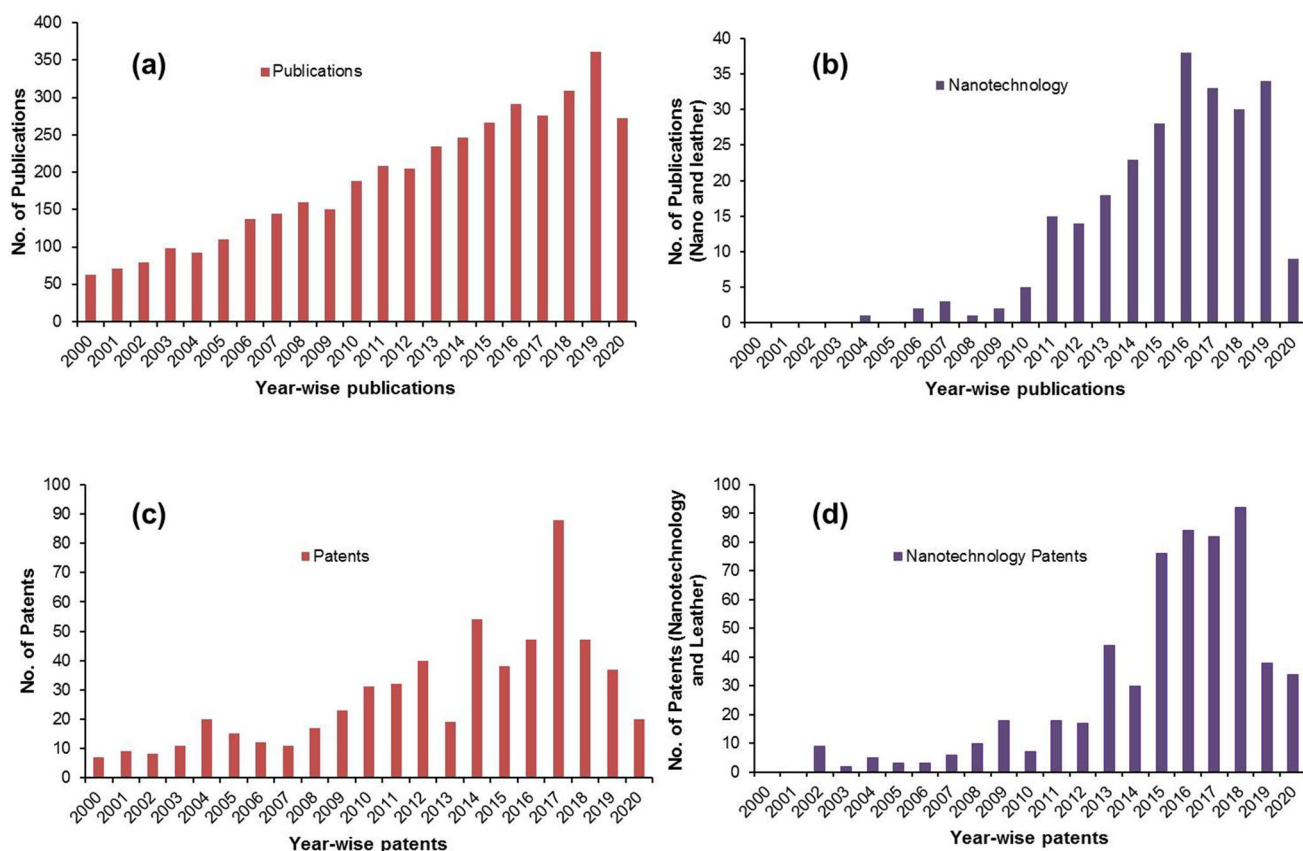 400
350
300
250
200
150
100
50
0
No. of Publications
(a)
Publications
2000 2001 2002 2003 2004 2005 2006 2007 2008 2009 2010 2011 2012 2013 2014 2015 2016 2017 2018 2019 2020
Year-wise publications
40
35
30
25
20
15
10
5
0
No. of Publications
(Nano and leather)
(b)
Nanotechnology
2000 2001 2002 2003 2004 2005 2006 2007 2008 2009 2010 2011 2012 2013 2014 2015 2016 2017 2018 2019 2020
Year-wise publications
100
90
80
70
60
50
40
30
20
10
0
No. of Patents
(c)
Patents
2000 2001 2002 2003 2004 2005 2006 2007 2008 2009 2010 2011 2012 2013 2014 2015 2016 2017 2018 2019 2020
Year-wise patents
100
90
80
70
60
50
40
30
20
10
0
No. of Patents (Nanotechnology
and Leather)
(d)
Nanotechnology Patents
2000 2001 2002 2003 2004 2005 2006 2007 2008 2009 2010 2011 2012 2013 2014 2015 2016 2017 2018 2019 2020
Year-wise patents